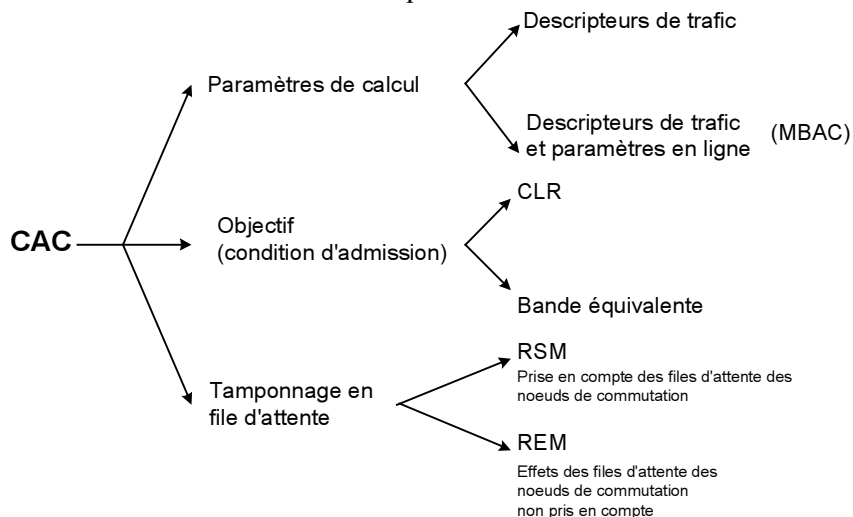 Descripteurs de trafic
Paramètres de calcul
Descripteurs de trafic
et paramètres en ligne
(MBAC)
CLR
CAC
Objectif
(condition d'admission)
Bande équivalente
RSM
Prise en compte des files d'attente des
noeuds de commutation
Tamponnage en
file d'attente
REM
Effets des files d'attente des
noeuds de commutation
non pris en compte